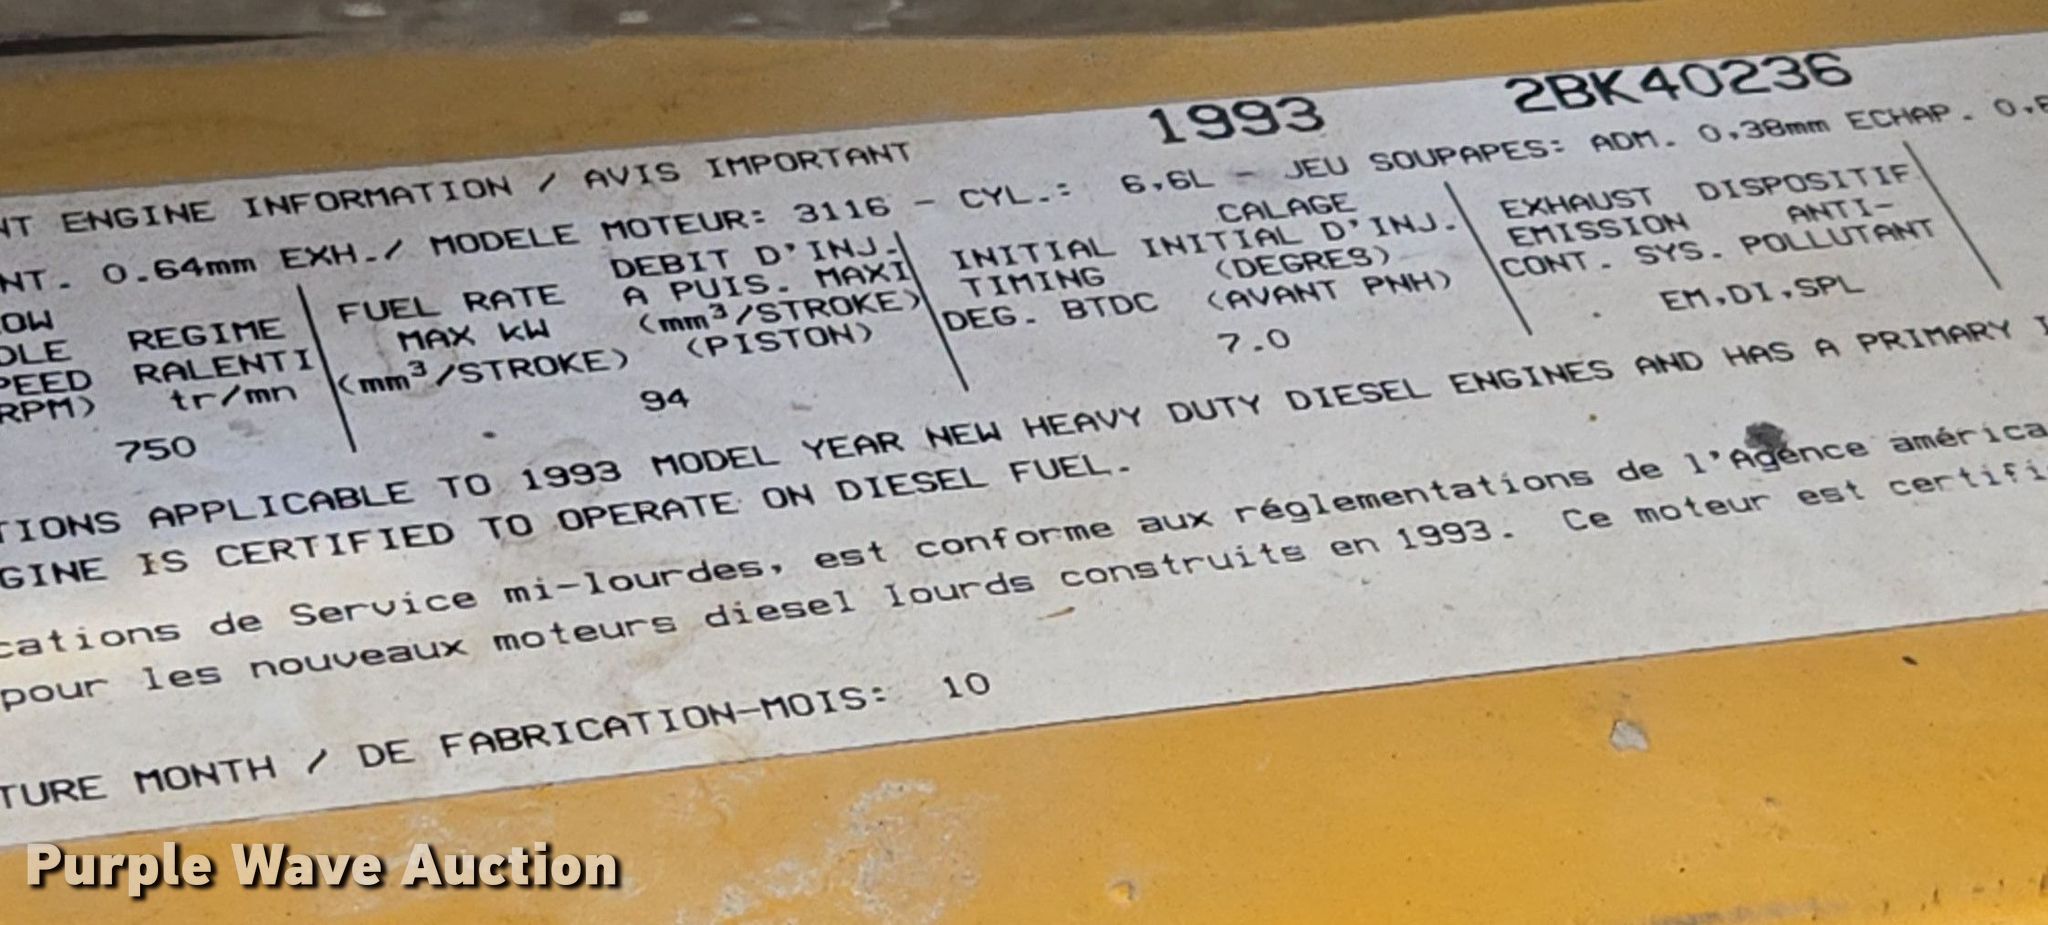 1993 2BK40236
NT ENGINE INFORMATION / AVIS IMPORTANT
NT. 0.64mm EXH./ MODELE MOTEUR: 3116 - CYL.: 6,6L - JEU SOUPAPES: ADM. 0,38mm ECHAP. 0,6
OW DEBIT D'INJ. CALAGE EXHAUST DISPOSITIF
DLE REGIME FUEL RATE A PUIS. MAXI INITIAL INITIAL D'INJ. EMISSION ANTI-
PEED RALENTI MAX kW (mm³/STROKE) TIMING (DEGRES) CONT. SYS. POLLUTANT
RPM) tr/mn (mm³/STROKE) (PISTON) DEG. BTDC (AVANT PNH)
750 94 7.0 EM,DI,SPL
TIONS APPLICABLE TO 1993 MODEL YEAR NEW HEAVY DUTY DIESEL ENGINES AND HAS A PRIMARY I
GINE IS CERTIFIED TO OPERATE ON DIESEL FUEL.
cations de Service mi-lourdes, est conforme aux réglementations de l'Agence américa
pour les nouveaux moteurs diesel lourds construits en 1993. Ce moteur est certifi
TURE MONTH / DE FABRICATION-MOIS: 10
Purple Wave Auction